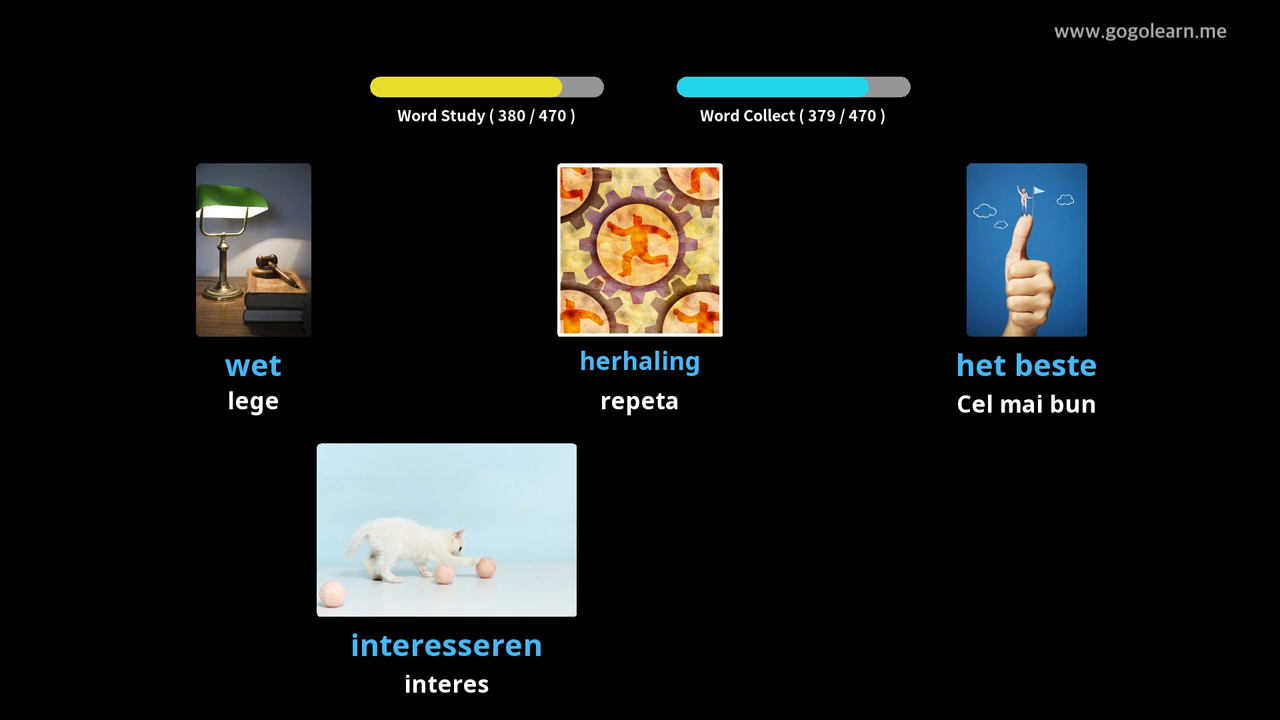 www.gogolearn.me
Word Study ( 380 / 470 )
Word Collect ( 379 / 470 )
wet
lege
herhaling
repeta
het beste
Cel mai bun
interesseren
interes